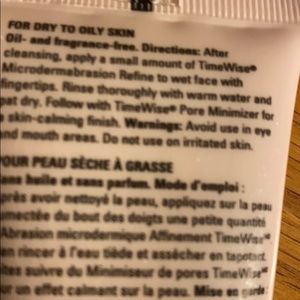 FOR DRY TO OILY SKIN
Oil- and fragrance-free. Directions: After
cleansing, apply a small amount of TimeWise®
Microdermabrasion Refine to wet face with
fingertips. Rinse thoroughly with warm water and
pat dry. Follow with TimeWise® Pore Minimizer for
a skin-calming finish. Warnings: Avoid use in eye
and mouth areas. Do not use on irritated skin.
POUR PEAU SÈCHE À GRASSE
Sans huile et sans parfum. Mode d'emploi :
après avoir nettoyé la peau, appliquez sur la peau
humectée du bout des doigts une petite quantité
Abrasion microdermique Affinement TimeWise®
en rincer à l'eau tiède et assécher en tapotant.
ites suivre du Minimiseur de pores TimeWise®
our un effet calmant sur la peau. Mise en garde :